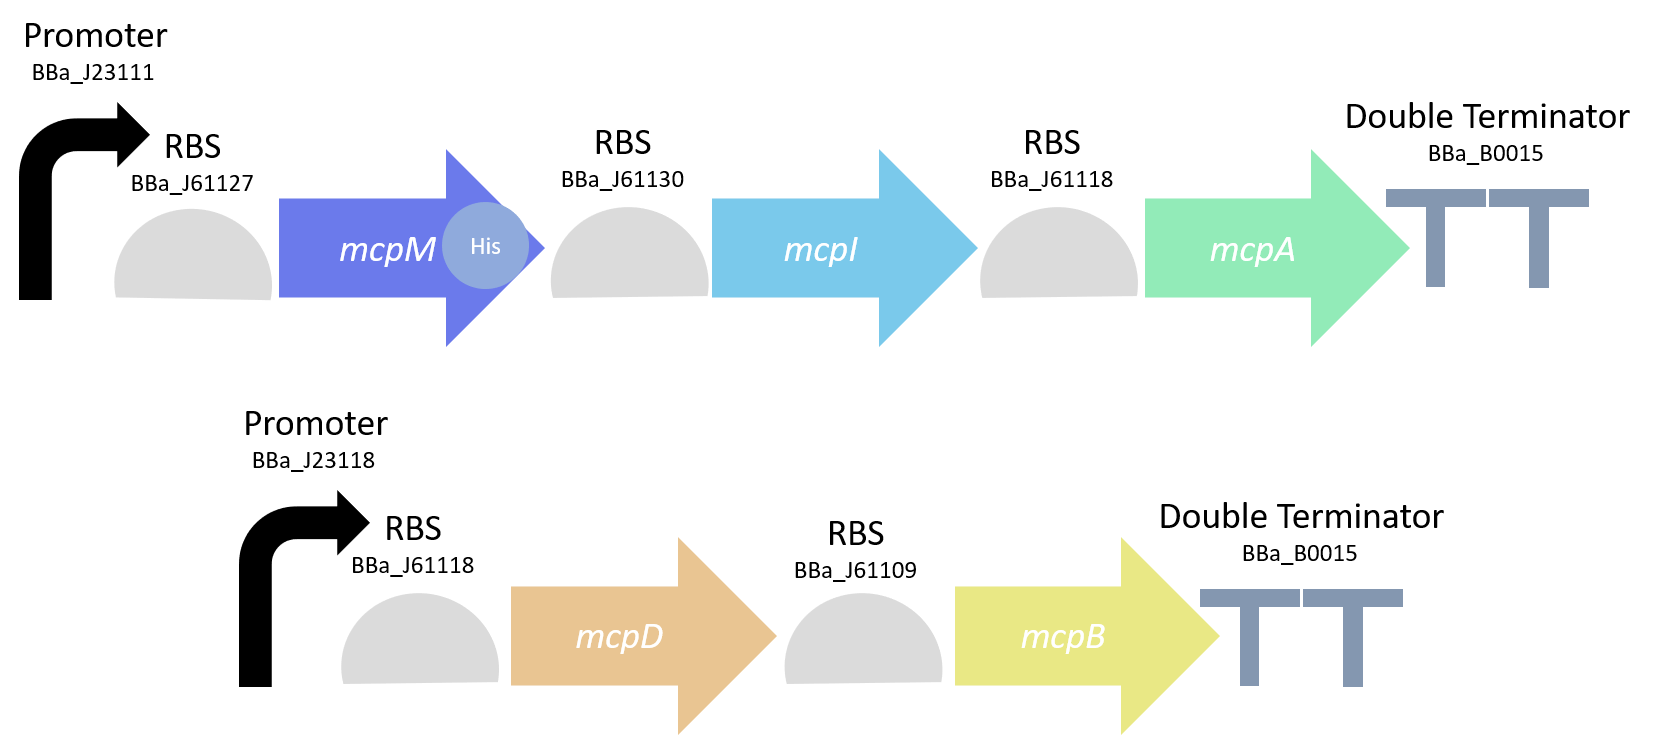 Promoter
BBa_J23111
RBS
BBa_J61127
mcpM
His
RBS
BBa_J61130
mcpI
RBS
BBa_J61118
mcpA
Double Terminator
BBa_B0015
Promoter
BBa_J23118
RBS
BBa_J61118
mcpD
RBS
BBa_J61109
mcpB
Double Terminator
BBa_B0015